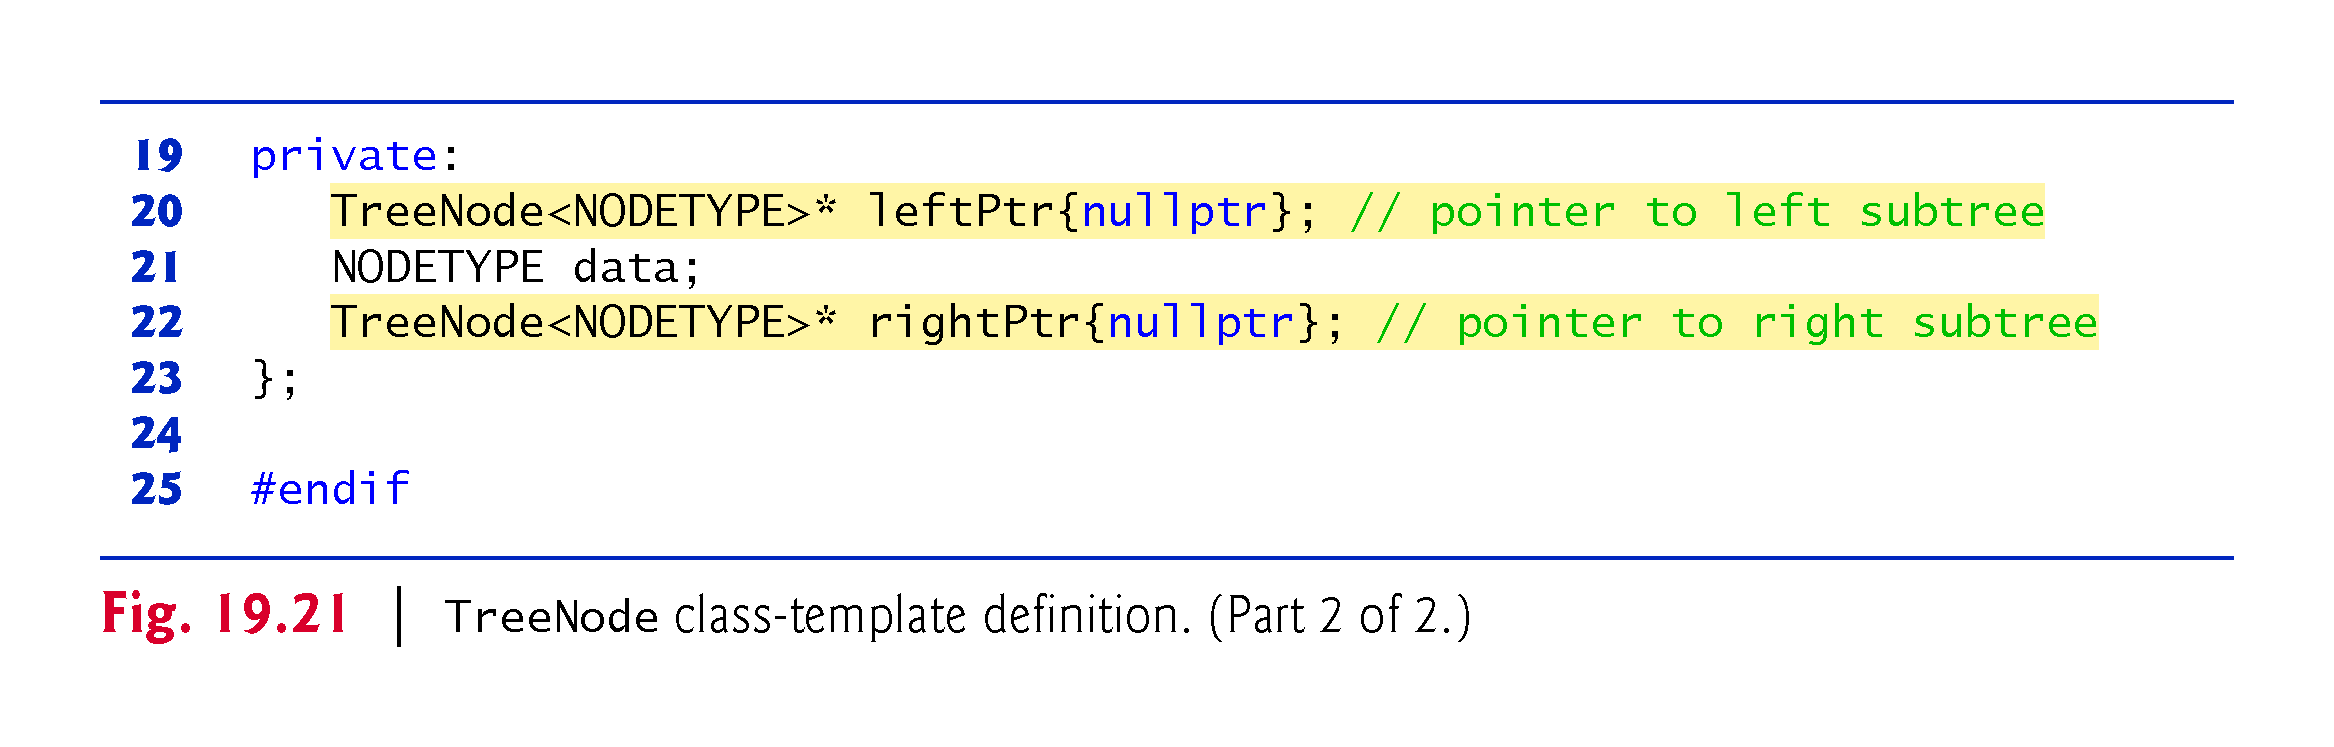 19 private:
20 TreeNode<NODETYPE>* leftPtr{nullptr}; // pointer to left subtree
21 NODETYPE data;
22 TreeNode<NODETYPE>* rightPtr{nullptr}; // pointer to right subtree
23 };
24
25 #endif
Fig. 19.21 | TreeNode class-template definition. (Part 2 of 2.)